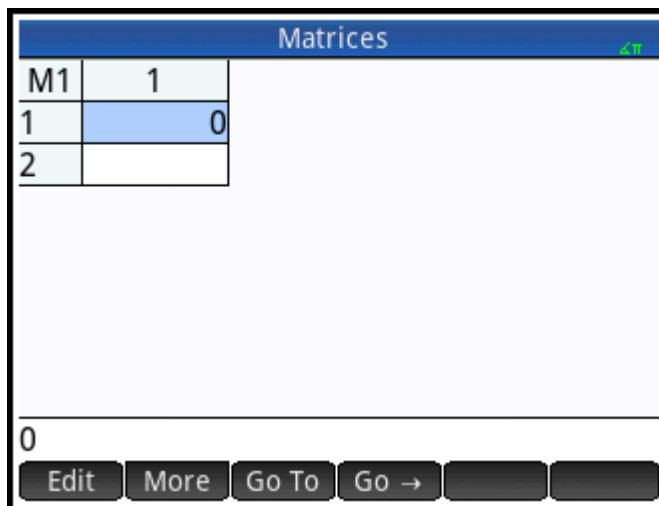 Matrices
∡π
M1 1
1 0
2
0
Edit More Go To Go →